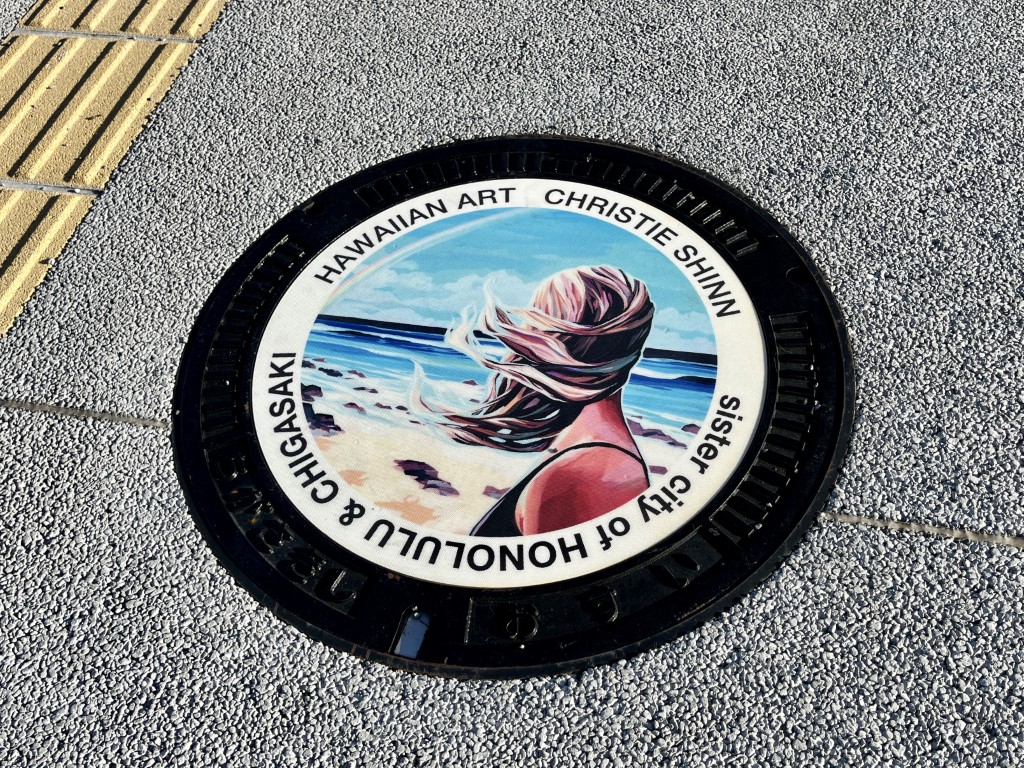 HAWAIIAN ART CHRISTIE SHINN
sister city of HONOLULU & CHIGASAKI